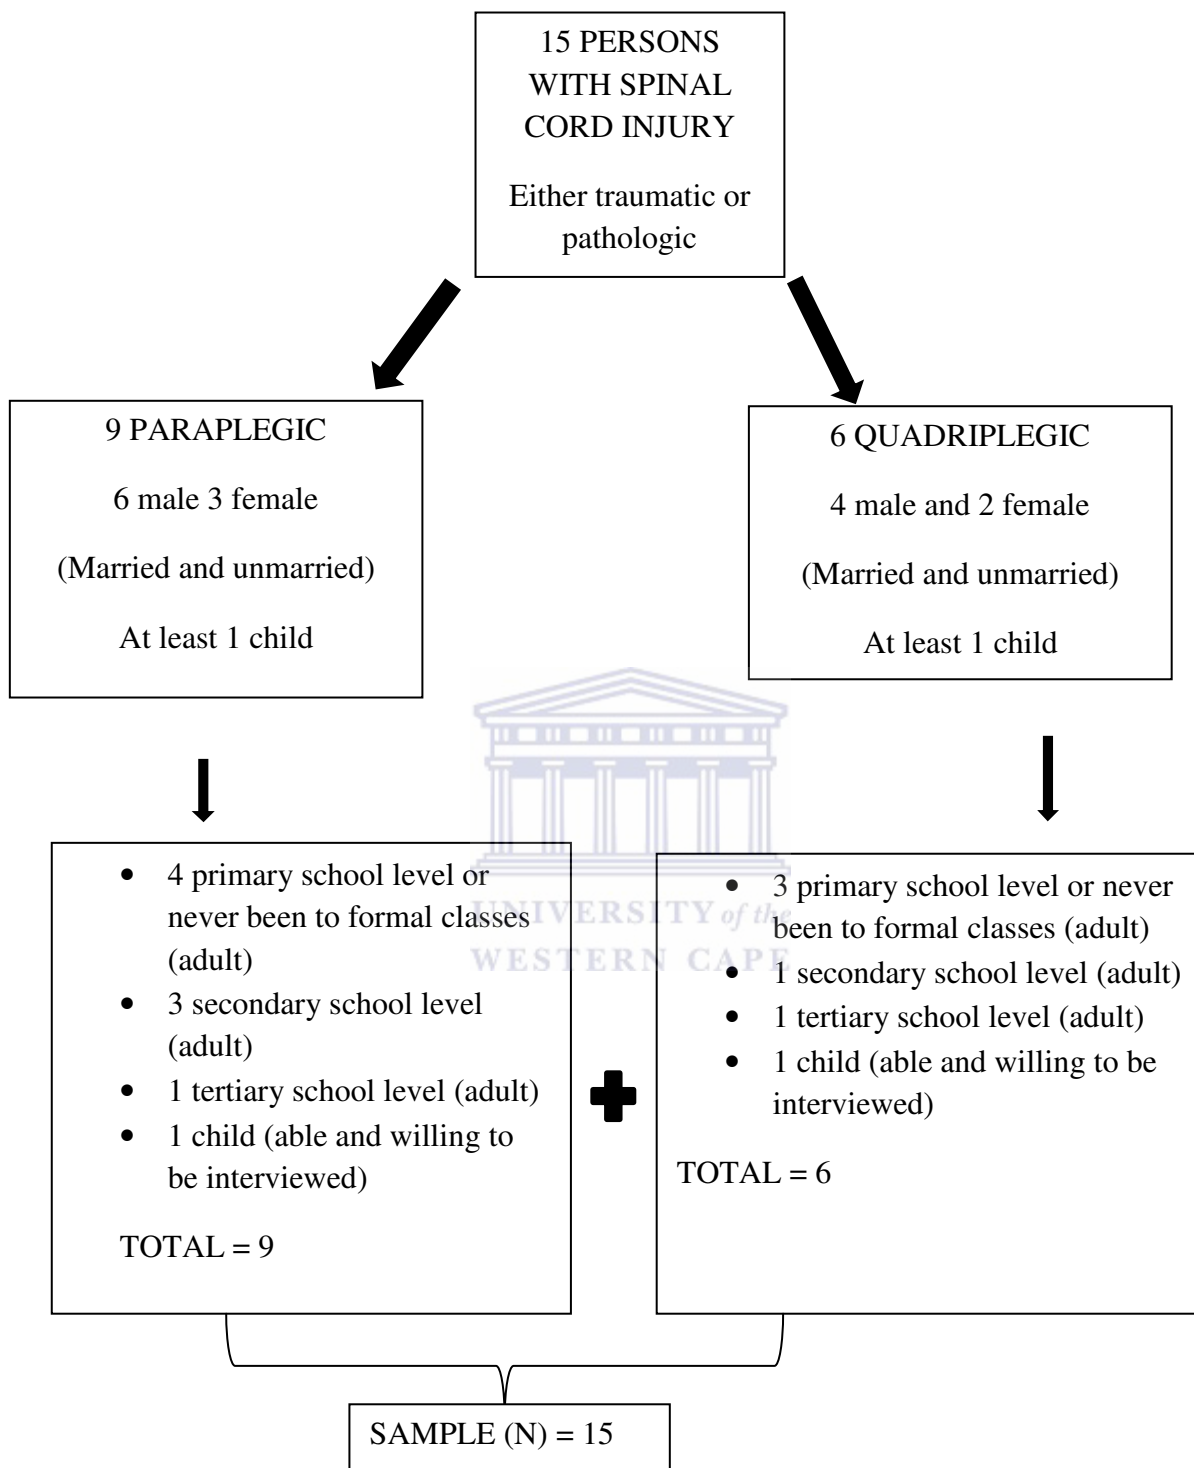 15 PERSONS
WITH SPINAL
CORD INJURY
Either traumatic or
pathologic
9 PARAPLEGIC
6 male 3 female
(Married and unmarried)
At least 1 child
6 QUADRIPLEGIC
4 male and 2 female
(Married and unmarried)
At least 1 child
• 4 primary school level or
never been to formal classes
(adult)
• 3 secondary school level
(adult)
• 1 tertiary school level (adult)
• 1 child (able and willing to
be interviewed)
TOTAL = 9
• 3 primary school level or never
been to formal classes (adult)
• 1 secondary school level (adult)
• 1 tertiary school level (adult)
• 1 child (able and willing to be
interviewed)
TOTAL = 6
UNIVERSITY of the
WESTERN CAPE
SAMPLE (N) = 15